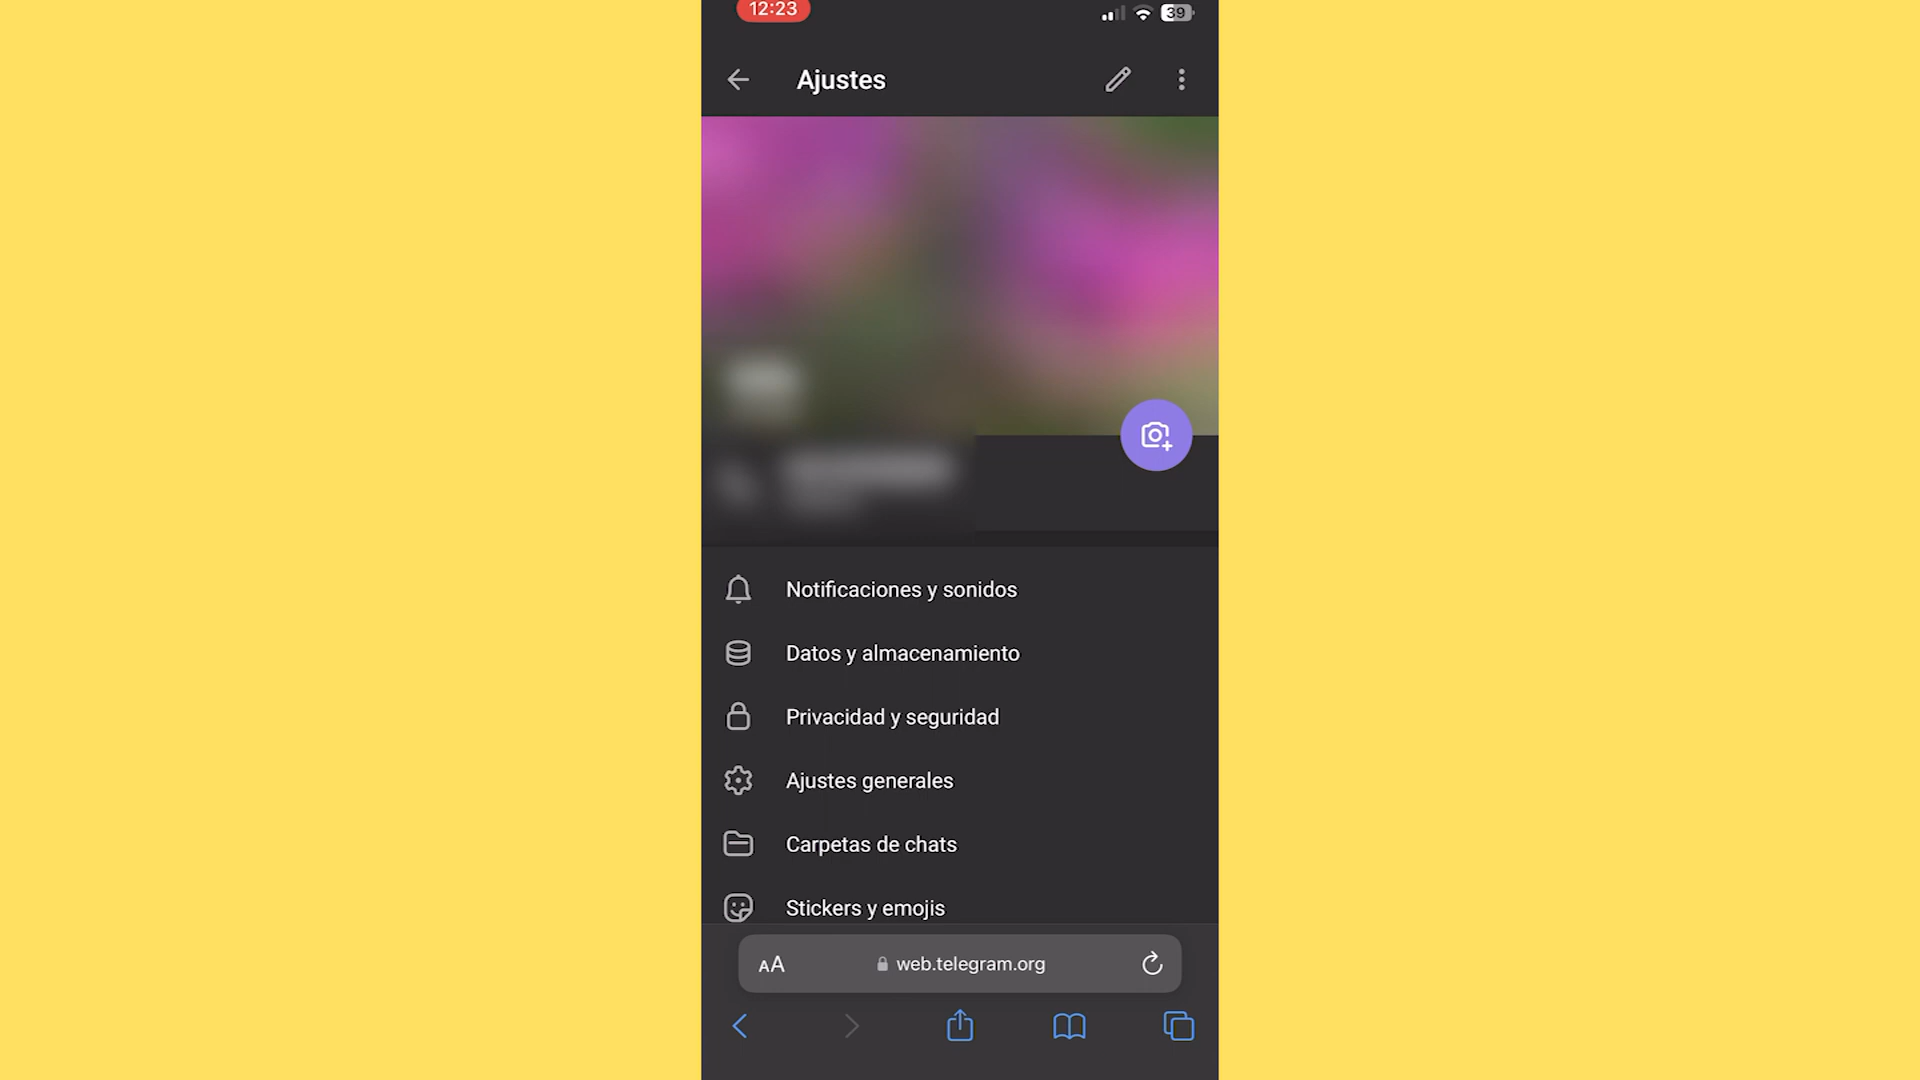 12:23
39
Ajustes
Notificaciones y sonidos
Datos y almacenamiento
Privacidad y seguridad
Ajustes generales
Carpetas de chats
Stickers y emojis
AA web.telegram.org